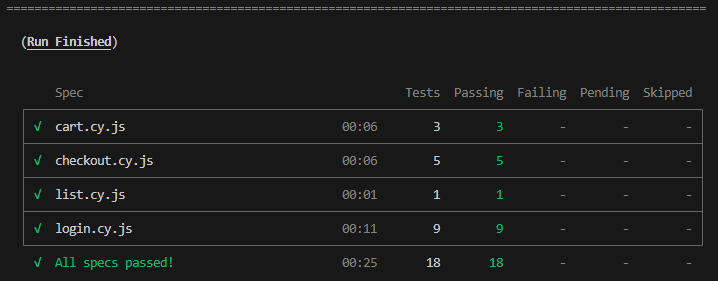 ================================================================================
(Run Finished)
Spec Tests Passing Failing Pending Skipped
√ cart.cy.js 00:06 3 3 - - -
√ checkout.cy.js 00:06 5 5 - - -
√ list.cy.js 00:01 1 1 - - -
√ login.cy.js 00:11 9 9 - - -
√ All specs passed! 00:25 18 18 - - -